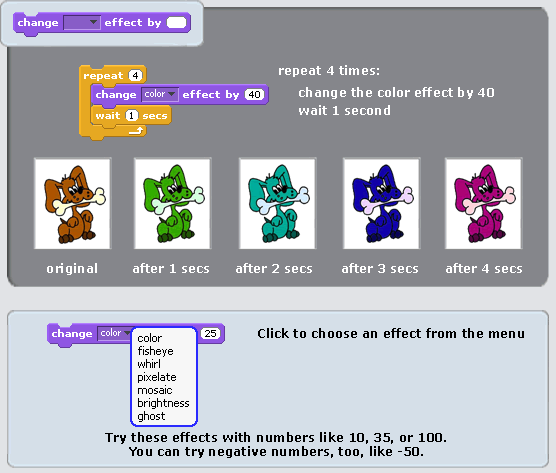 change effect by
repeat 4
change color effect by 40
wait 1 secs
repeat 4 times:
change the color effect by 40
wait 1 second
original
after 1 secs
after 2 secs
after 3 secs
after 4 secs
change color 25
color
fisheye
whirl
pixelate
mosaic
brightness
ghost
Click to choose an effect from the menu
Try these effects with numbers like 10, 35, or 100.
You can try negative numbers, too, like -50.